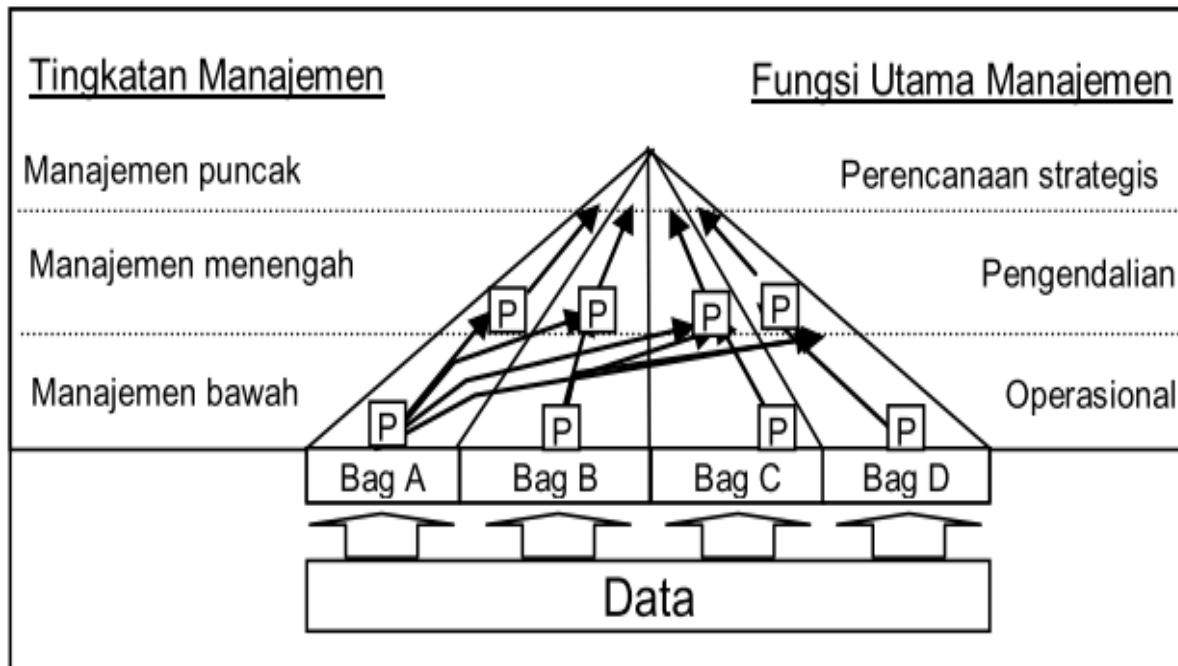 Tingkatan Manajemen
Fungsi Utama Manajemen
Manajemen puncak
Perencanaan strategis
Manajemen menengah
Pengendalian
P
P
P
P
Manajemen bawah
Operasional
P
P
P
P
Bag A
Bag B
Bag C
Bag D
Data